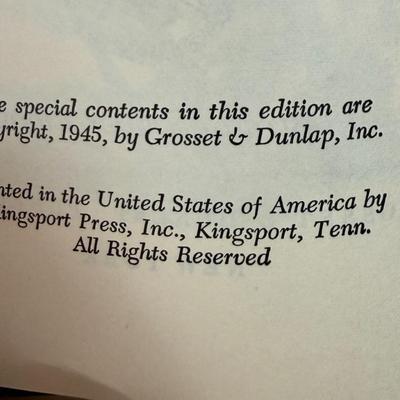 e special contents in this edition are
yright, 1945, by Grosset & Dunlap, Inc.
nted in the United States of America by
ingsport Press, Inc., Kingsport, Tenn.
All Rights Reserved